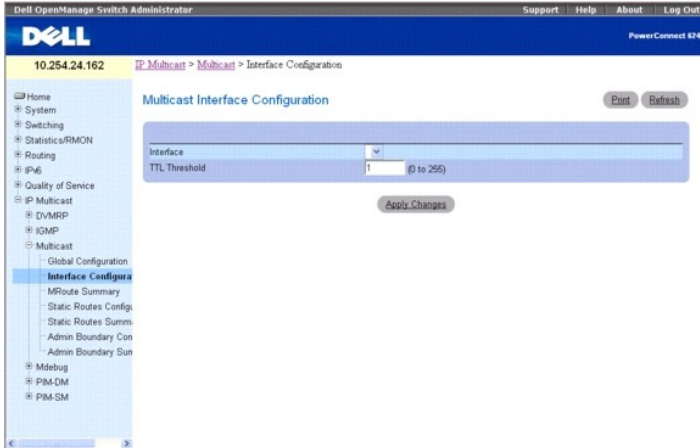 Dell OpenManage Switch Administrator
Support Help About Log Out
DELL
PowerConnect 624
10.254.24.162
IP Multicast > Multicast > Interface Configuration
Home
System
Switching
Statistics/RMON
Routing
IPv6
Quality of Service
IP Multicast
DVMRP
IGMP
Multicast
Global Configuration
Interface Configura
MRoute Summary
Static Routes Configu
Static Routes Summ
Admin Boundary Con
Admin Boundary Sum
Mdebug
PIM-DM
PIM-SM
Multicast Interface Configuration
Print Refresh
Interface
TTL Threshold 1 (0 to 255)
Apply Changes